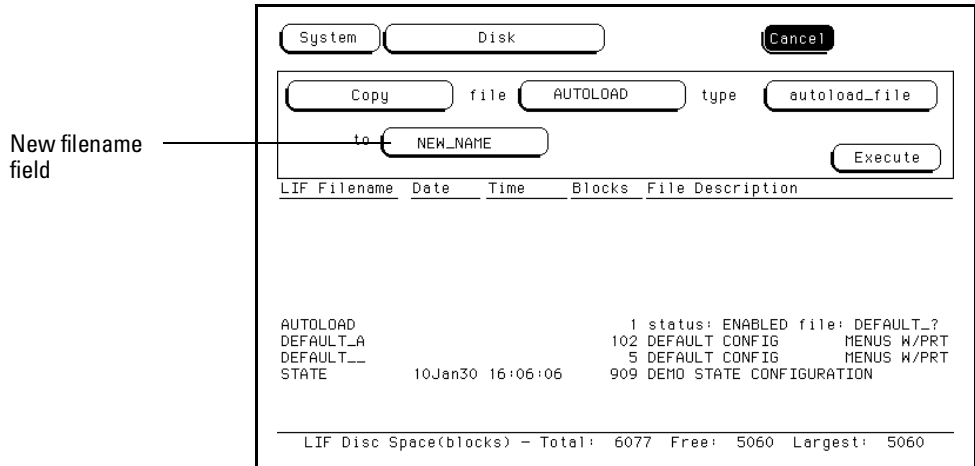 System Disk Cancel
Copy file AUTOLOAD type autoload_file
New filename field
to NEW_NAME
Execute
LIF Filename Date Time Blocks File Description
AUTOLOAD 1 status: ENABLED file: DEFAULT_?
DEFAULT_A 102 DEFAULT CONFIG MENUS W/PRT
DEFAULT__ 5 DEFAULT CONFIG MENUS W/PRT
STATE 10Jan30 16:06:06 909 DEMO STATE CONFIGURATION
LIF Disc Space(blocks) – Total: 6077 Free: 5060 Largest: 5060